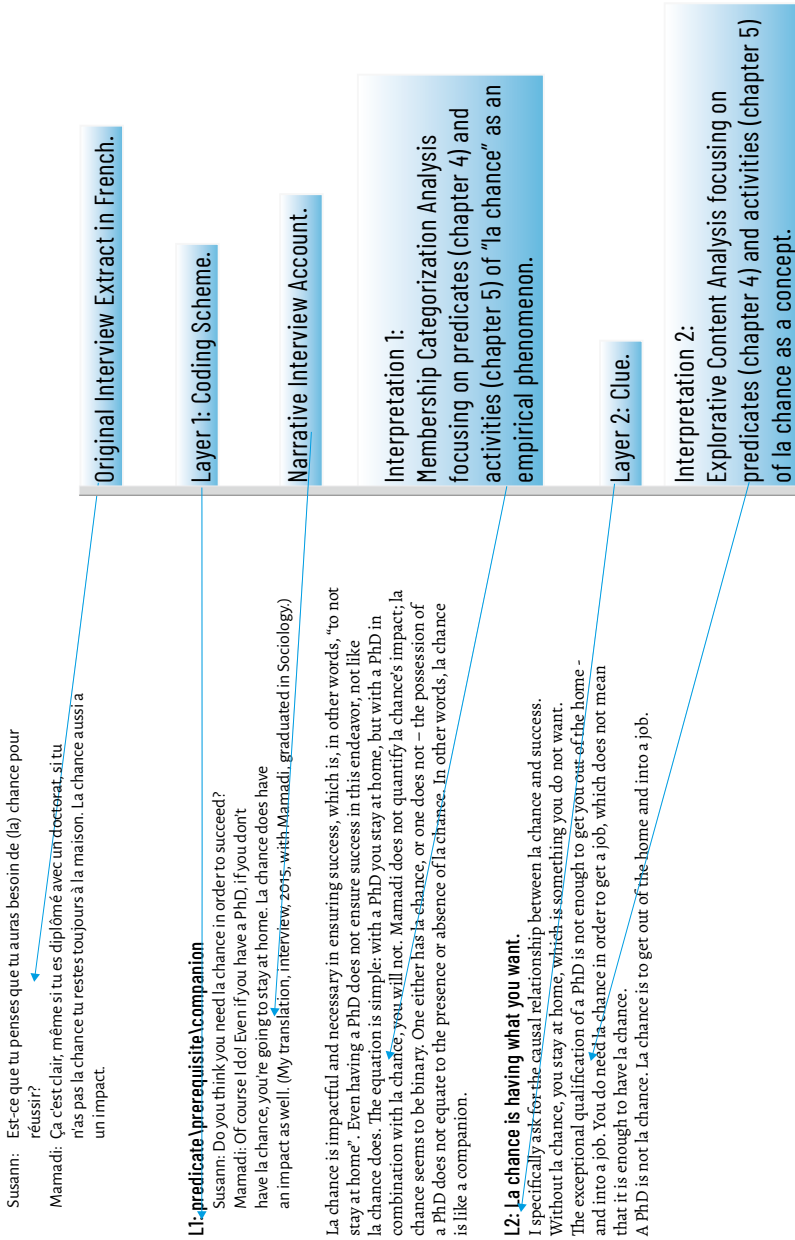 Susann: Est-ce que tu penses que tu auras besoin de (la) chance pour
réussir?
Mamadi: Ça c'est clair, même si tu es diplômé avec un doctorat, si tu
n'as pas la chance tu restes toujours à la maison. La chance aussi a
un impact.
L1: predicate\prerequisite\companion
Susann: Do you think you need la chance in order to succeed?
Mamadi: Of course I do! Even if you have a PhD, if you don't
have la chance, you're going to stay at home. La chance does have
an impact as well. (My translation, interview, 2015, with Mamadi, graduated in Sociology.)
La chance is impactful and necessary in ensuring success, which is, in other words, “to not
stay at home”. Even having a PhD does not ensure success in this endeavor, not like
la chance does. The equation is simple: with a PhD you stay at home, but with a PhD in
combination with la chance, you will not. Mamadi does not quantify la chance's impact; la
chance seems to be binary. One either has la chance, or one does not – the possession of
a PhD does not equate to the presence or absence of la chance. In other words, la chance
is like a companion.
L2: La chance is having what you want.
I specifically ask for the causal relationship between la chance and success.
Without la chance, you stay at home, which is something you do not want.
The exceptional qualification of a PhD is not enough to get you out of the home -
and into a job. You do need la chance in order to get a job, which does not mean
that it is enough to have la chance.
A PhD is not la chance. La chance is to get out of the home and into a job.
Original Interview Extract in French.
Layer 1: Coding Scheme.
Narrative Interview Account.
Interpretation 1:
Membership Categorization Analysis
focusing on predicates (chapter 4) and
activities (chapter 5) of “la chance” as an
empirical phenomenon.
Layer 2: Clue.
Interpretation 2:
Explorative Content Analysis focusing on
predicates (chapter 4) and activities (chapter 5)
of la chance as a concept.